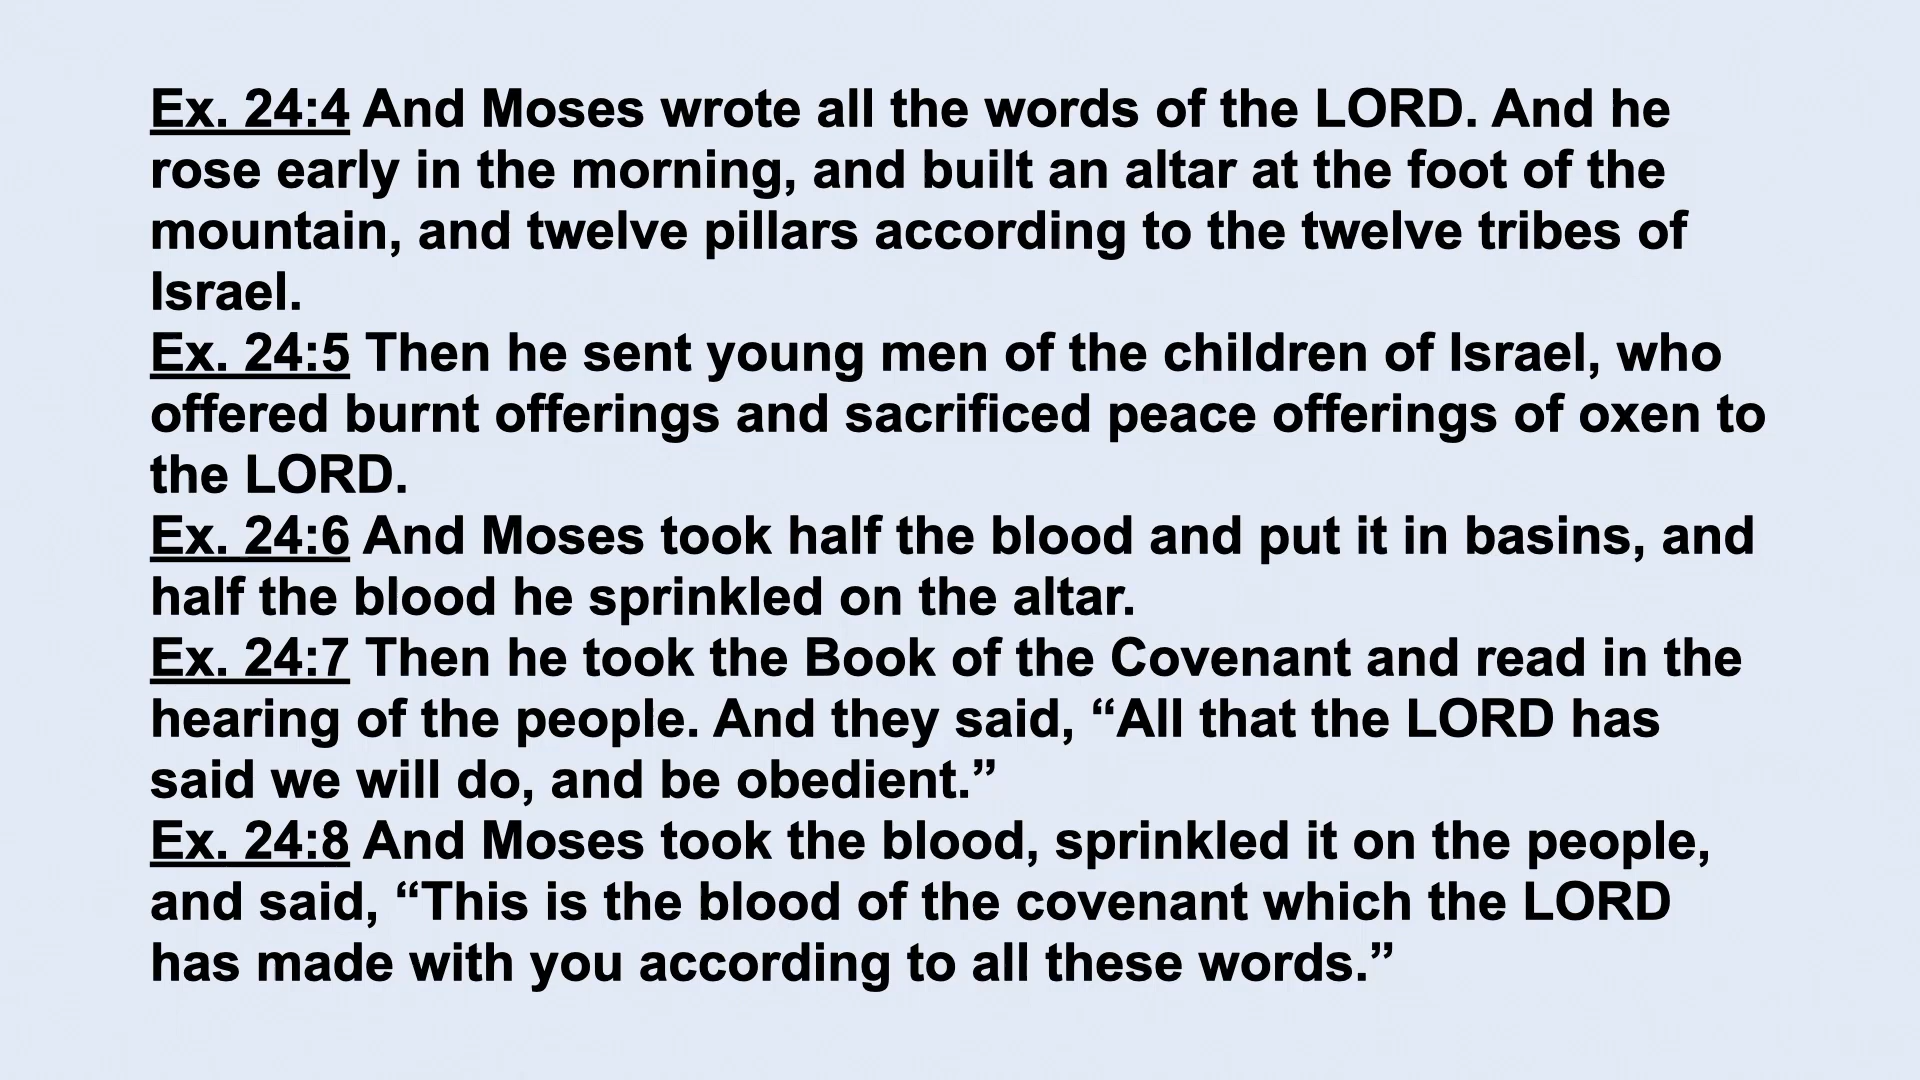 Ex. 24:4 And Moses wrote all the words of the LORD. And he
rose early in the morning, and built an altar at the foot of the
mountain, and twelve pillars according to the twelve tribes of
Israel.
Ex. 24:5 Then he sent young men of the children of Israel, who
offered burnt offerings and sacrificed peace offerings of oxen to
the LORD.
Ex. 24:6 And Moses took half the blood and put it in basins, and
half the blood he sprinkled on the altar.
Ex. 24:7 Then he took the Book of the Covenant and read in the
hearing of the people. And they said, “All that the LORD has
said we will do, and be obedient.”
Ex. 24:8 And Moses took the blood, sprinkled it on the people,
and said, “This is the blood of the covenant which the LORD
has made with you according to all these words.”